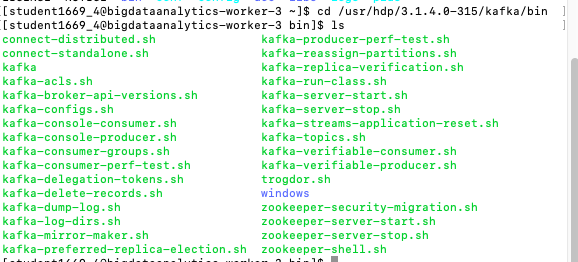 [student1669_4@bigdataanalytics-worker-3 ~]$ cd /usr/hdp/3.1.4.0-315/kafka/bin ]
[student1669_4@bigdataanalytics-worker-3 bin]$ ls ]
connect-distributed.sh kafka-producer-perf-test.sh
connect-standalone.sh kafka-reassign-partitions.sh
kafka kafka-replica-verification.sh
kafka-acls.sh kafka-run-class.sh
kafka-broker-api-versions.sh kafka-server-start.sh
kafka-configs.sh kafka-server-stop.sh
kafka-console-consumer.sh kafka-streams-application-reset.sh
kafka-console-producer.sh kafka-topics.sh
kafka-consumer-groups.sh kafka-verifiable-consumer.sh
kafka-consumer-perf-test.sh kafka-verifiable-producer.sh
kafka-delegation-tokens.sh trogdor.sh
kafka-delete-records.sh windows
kafka-dump-log.sh zookeeper-security-migration.sh
kafka-log-dirs.sh zookeeper-server-start.sh
kafka-mirror-maker.sh zookeeper-server-stop.sh
kafka-preferred-replica-election.sh zookeeper-shell.sh
[student1669_4@bigdataanalytics-worker-3 bin]$